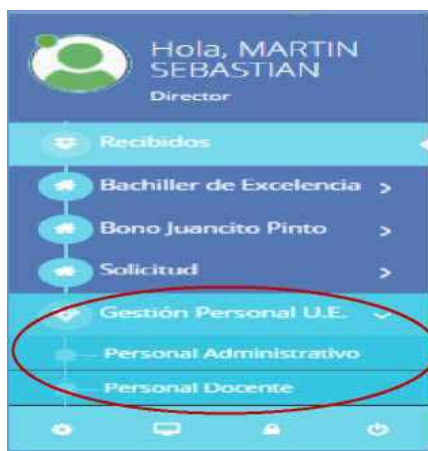 Hola, MARTIN
SEBASTIAN
Director
Recibidos
Bachiller de Excelencia
Bono Juancito Pinto
Solicitud
Gestión Personal U.E.
Personal Administrativo
Personal Docente